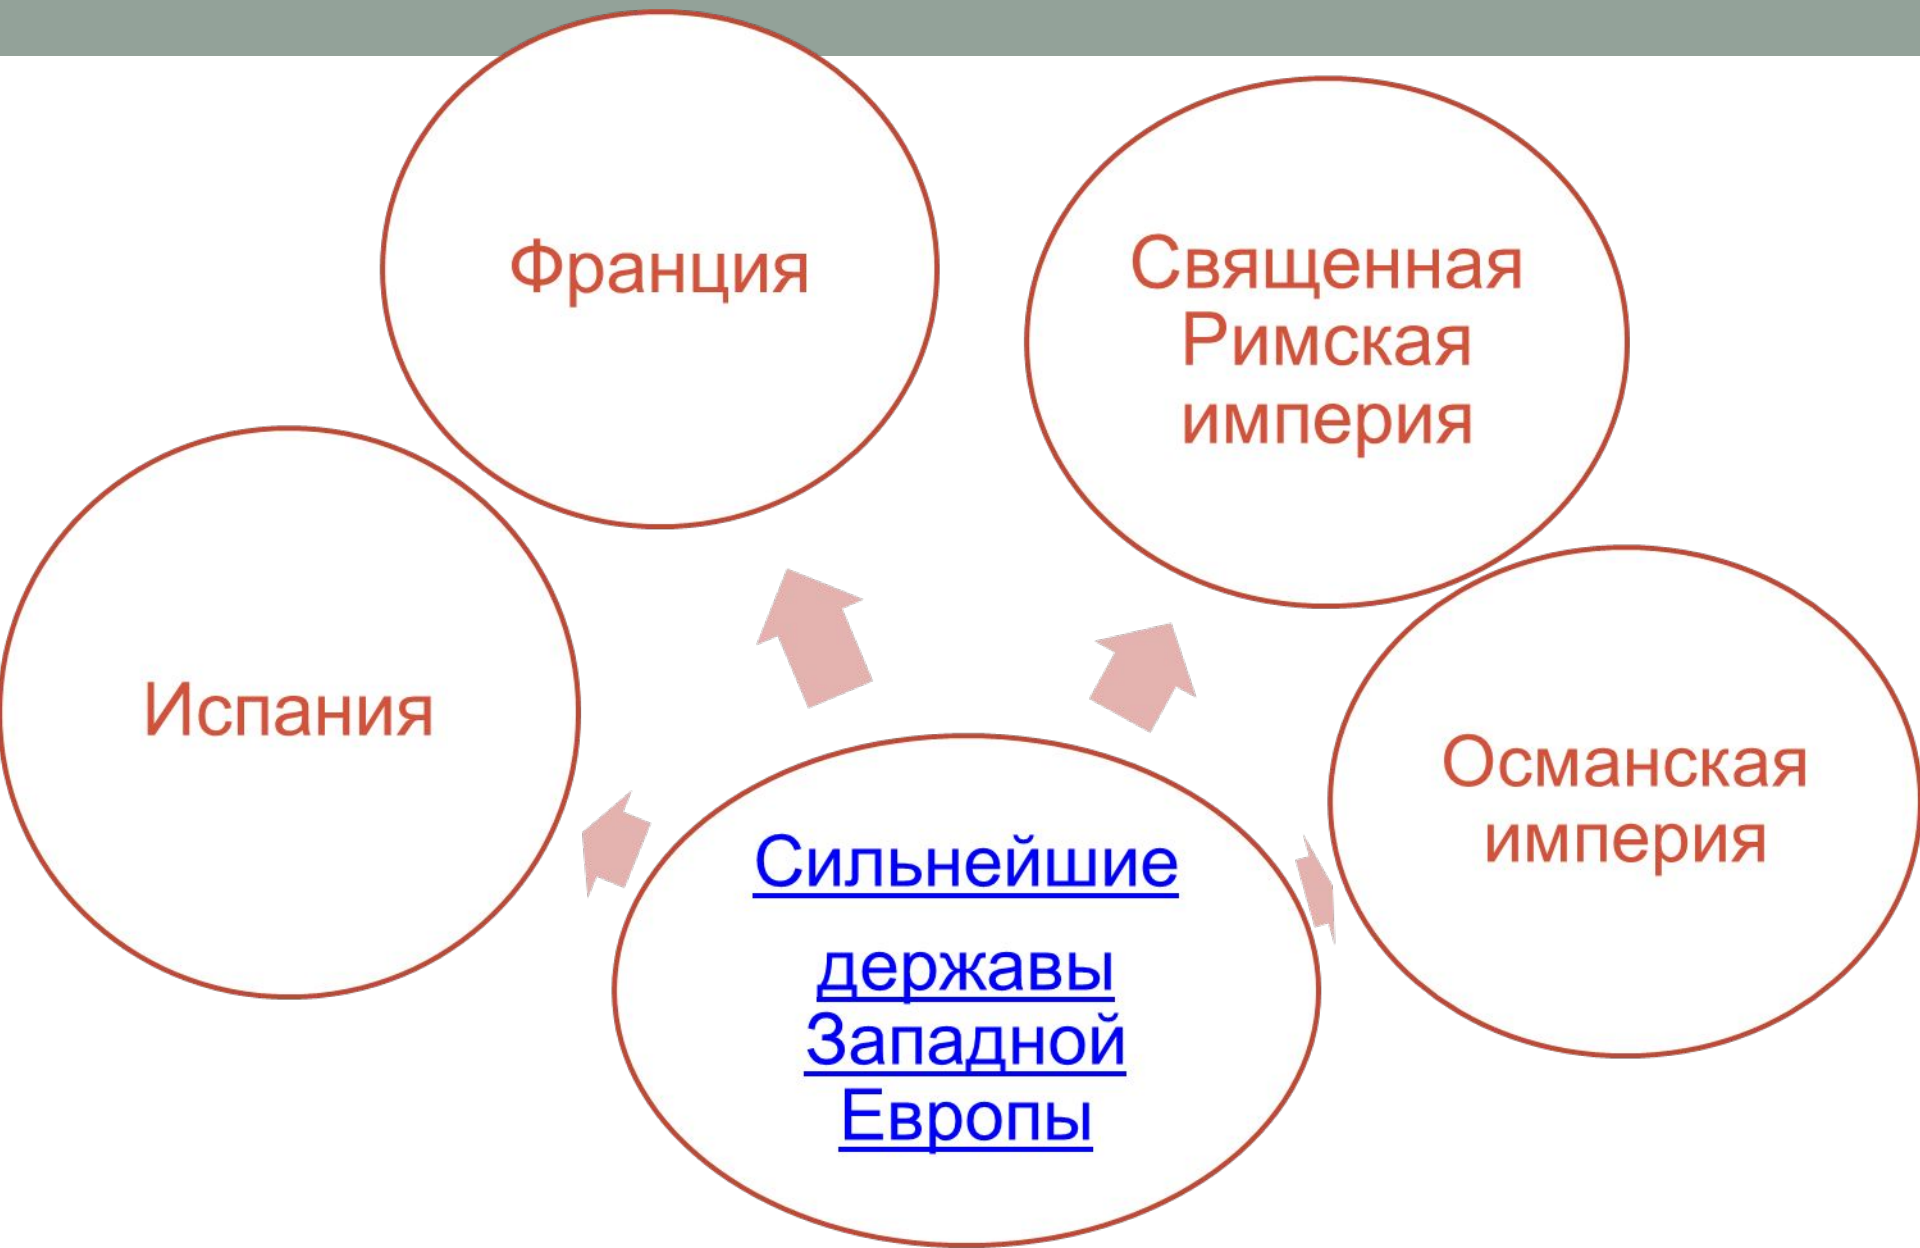 Франция
Священная
Римская
империя
Испания
Османская
империя
Сильнейшие
державы
Западной
Европы